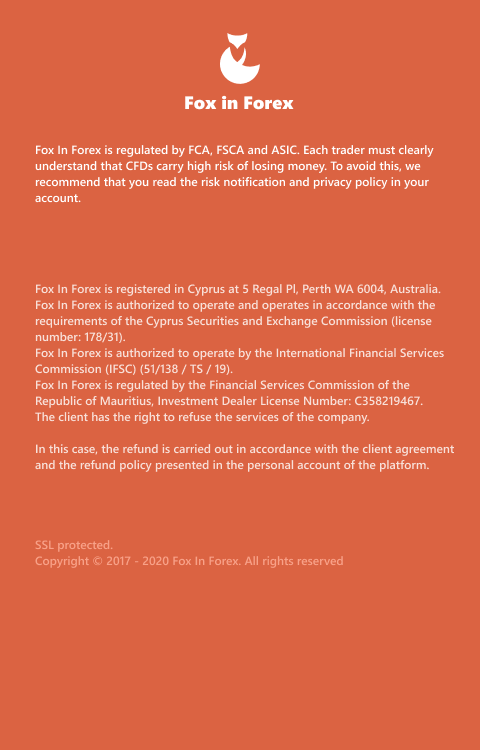 Fox in Forex
Fox In Forex is regulated by FCA, FSCA and ASIC. Each trader must clearly
understand that CFDs carry high risk of losing money. To avoid this, we
recommend that you read the risk notification and privacy policy in your
account.
Fox In Forex is registered in Cyprus at 5 Regal Pl, Perth WA 6004, Australia.
Fox In Forex is authorized to operate and operates in accordance with the
requirements of the Cyprus Securities and Exchange Commission (license
number: 178/31).
Fox In Forex is authorized to operate by the International Financial Services
Commission (IFSC) (51/138 / TS / 19).
Fox In Forex is regulated by the Financial Services Commission of the
Republic of Mauritius, Investment Dealer License Number: C358219467.
The client has the right to refuse the services of the company.
In this case, the refund is carried out in accordance with the client agreement
and the refund policy presented in the personal account of the platform.
SSL protected.
Copyright © 2017 - 2020 Fox In Forex. All rights reserved